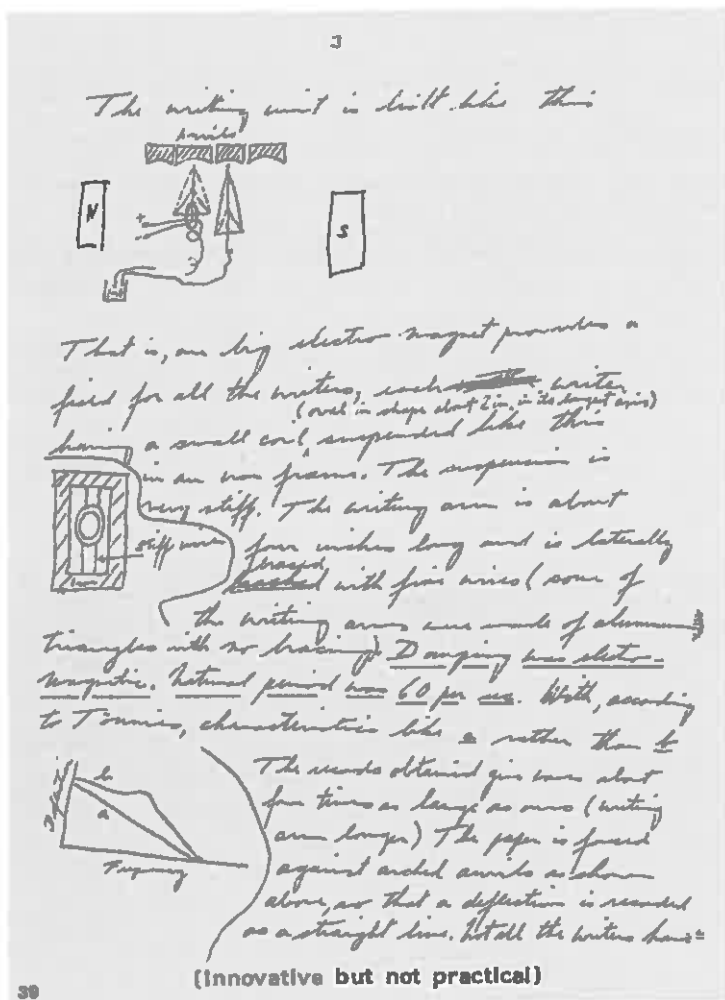 3
The writing unit is built like this
Anvils
N
+
-
S
That is, one big electro-magnet provides a
field for all the writers, each writer
(oval in shape about 2 in. in its longest axis)
having a small coil suspended like this
in an iron frame. The suspension is
very stiff. The writing arm is about
stiff wire
four inches long and is laterally
braced
with fine wires (some of
Iron
the writing arms were made of aluminum
triangles with no bracing). Damping was electro-
magnetic. Natural period was 60 per sec. With, according
to Tönnies, characteristics like a rather than b
b
a
Frequency
The records obtained give waves about
four times as large as ours (writing
arm longer) The paper is forced
against arched anvils as shown
above, so that a deflection is recorded
as a straight line. Not all the writers have
(Innovative but not practical)
39